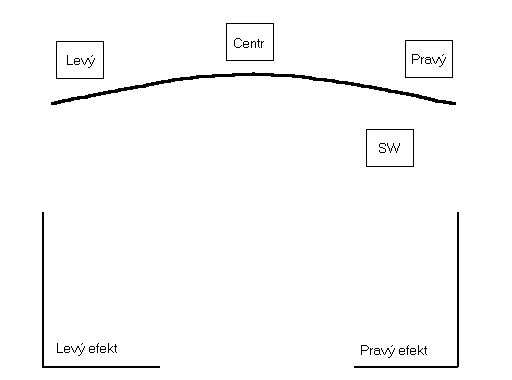 Centr
Levý
Pravý
SW
Levý efekt
Pravý efekt